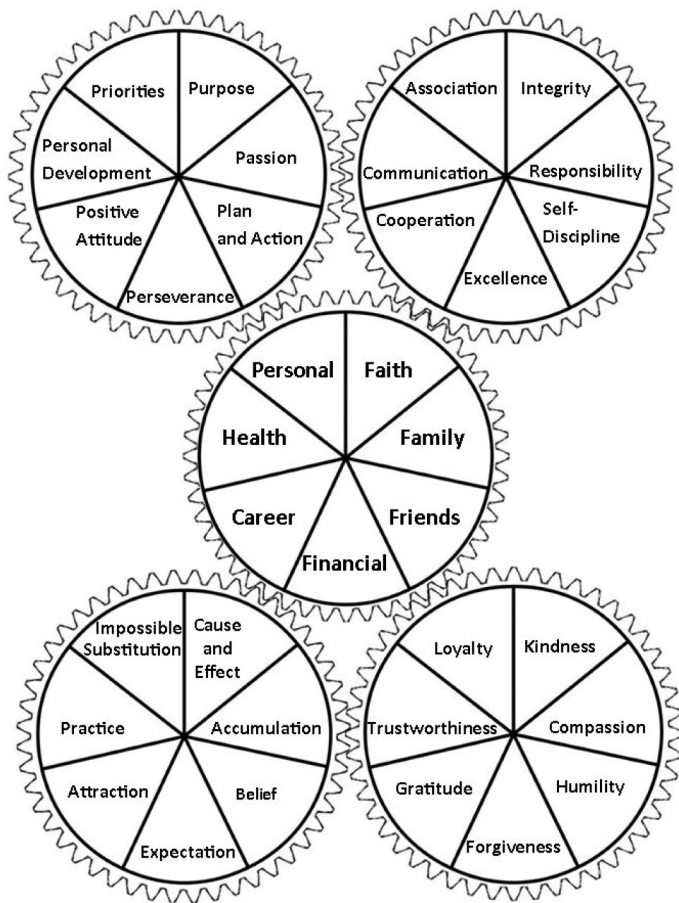 Priorities
Purpose
Passion
Plan
and Action
Perseverance
Positive
Attitude
Personal
Development
Association
Integrity
Responsibility
Self-
Discipline
Excellence
Cooperation
Communication
Personal
Faith
Family
Friends
Financial
Career
Health
Impossible
Substitution
Cause
and
Effect
Accumulation
Belief
Expectation
Attraction
Practice
Loyalty
Kindness
Compassion
Humility
Forgiveness
Gratitude
Trustworthiness